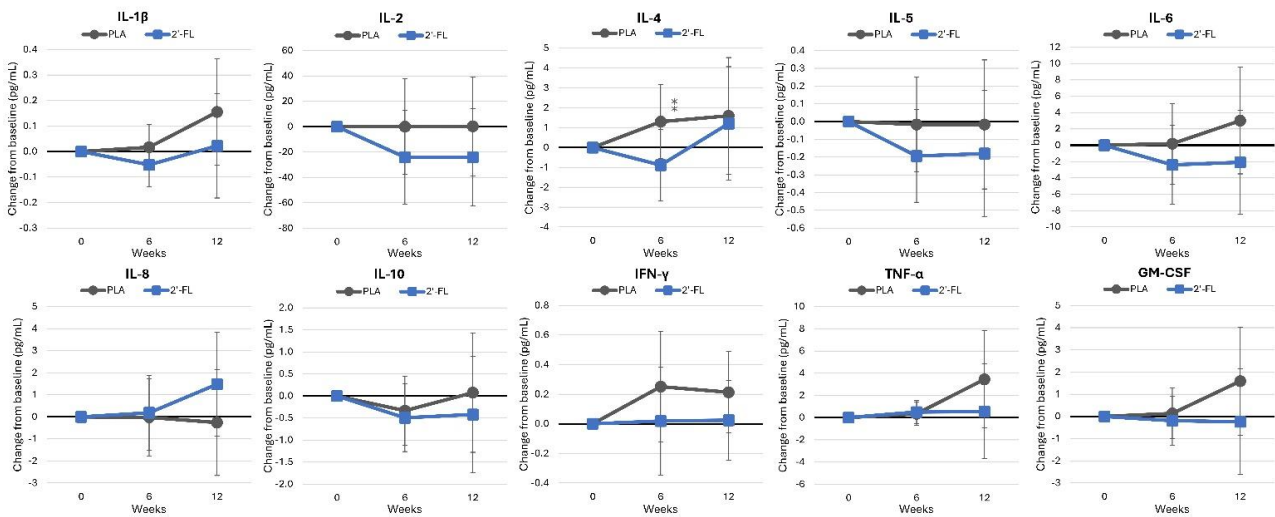 IL-1β
PLA 2'-FL
Change from baseline (pg/mL)
0.4
0.3
0.2
0.1
0.0
-0.1
-0.2
-0.3
0 6 12
Weeks
IL-2
PLA 2'-FL
Change from baseline (pg/mL)
60
40
20
0
-20
-40
-60
-80
0 6 12
Weeks
IL-4
PLA 2'-FL
Change from baseline (pg/mL)
5
4
3
2
1
0
-1
-2
-3
-4
**
0 6 12
Weeks
IL-5
PLA 2'-FL
Change from baseline (pg/mL)
0.4
0.3
0.2
0.1
0.0
-0.1
-0.2
-0.3
-0.4
-0.5
-0.6
0 6 12
Weeks
IL-6
PLA 2'-FL
Change from baseline (pg/mL)
12
10
8
6
4
2
0
-2
-4
-6
-8
-10
0 6 12
Weeks
IL-8
PLA 2'-FL
Change from baseline (pg/mL)
5
4
3
2
1
0
-1
-2
-3
0 6 12
Weeks
IL-10
PLA 2'-FL
Change from baseline (pg/mL)
2.0
1.5
1.0
0.5
0.0
-0.5
-1.0
-1.5
-2.0
0 6 12
Weeks
IFN-γ
PLA 2'-FL
Change from baseline (pg/mL)
0.8
0.6
0.4
0.2
0.0
-0.2
-0.4
0 6 12
Weeks
TNF-α
PLA 2'-FL
Change from baseline (pg/mL)
10
8
6
4
2
0
-2
-4
-6
0 6 12
Weeks
GM-CSF
PLA 2'-FL
Change from baseline (pg/mL)
5
4
3
2
1
0
-1
-2
-3
0 6 12
Weeks